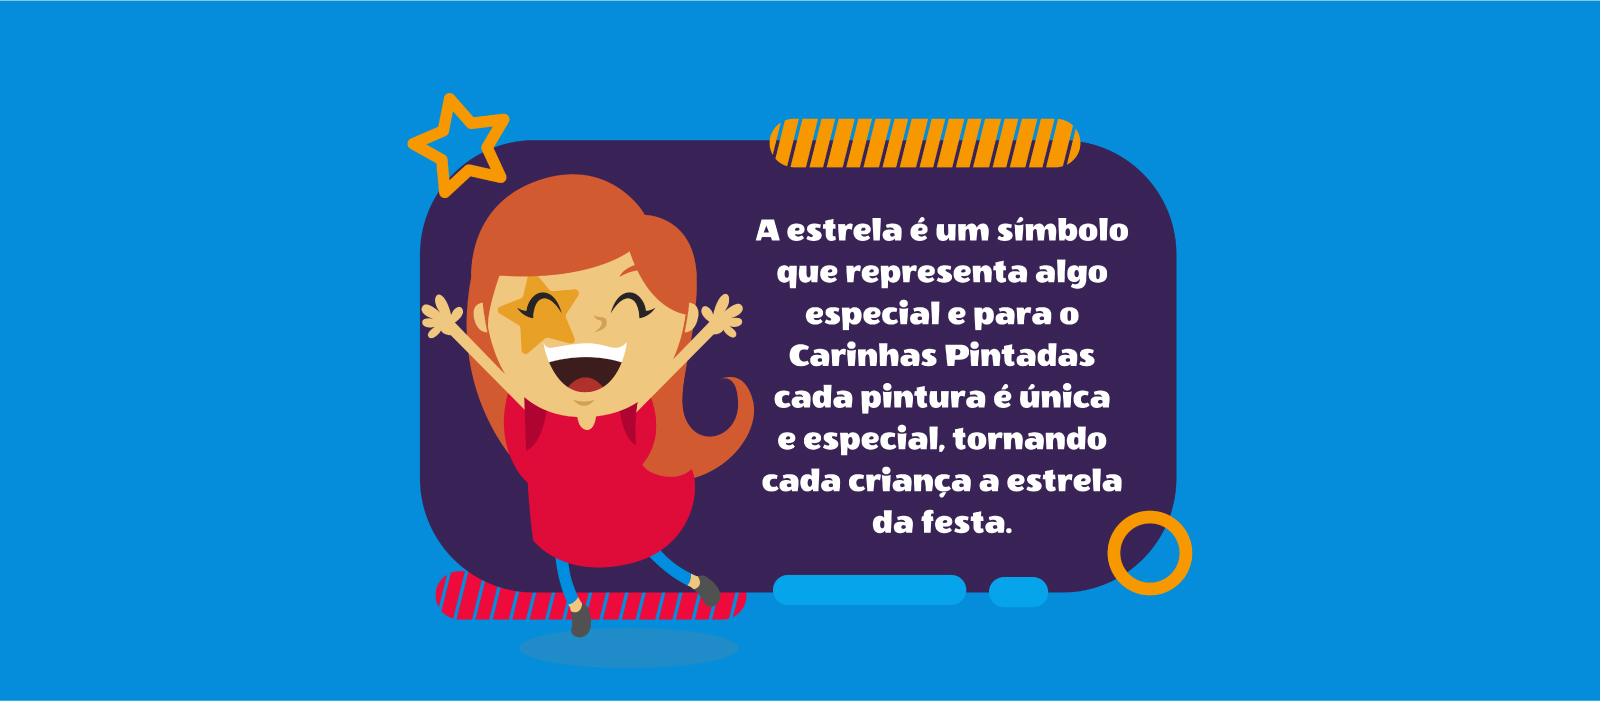 A estrela é um símbolo
que representa algo
especial e para o
Carinhas Pintadas
cada pintura é única
e especial, tornando
cada criança a estrela
da festa.